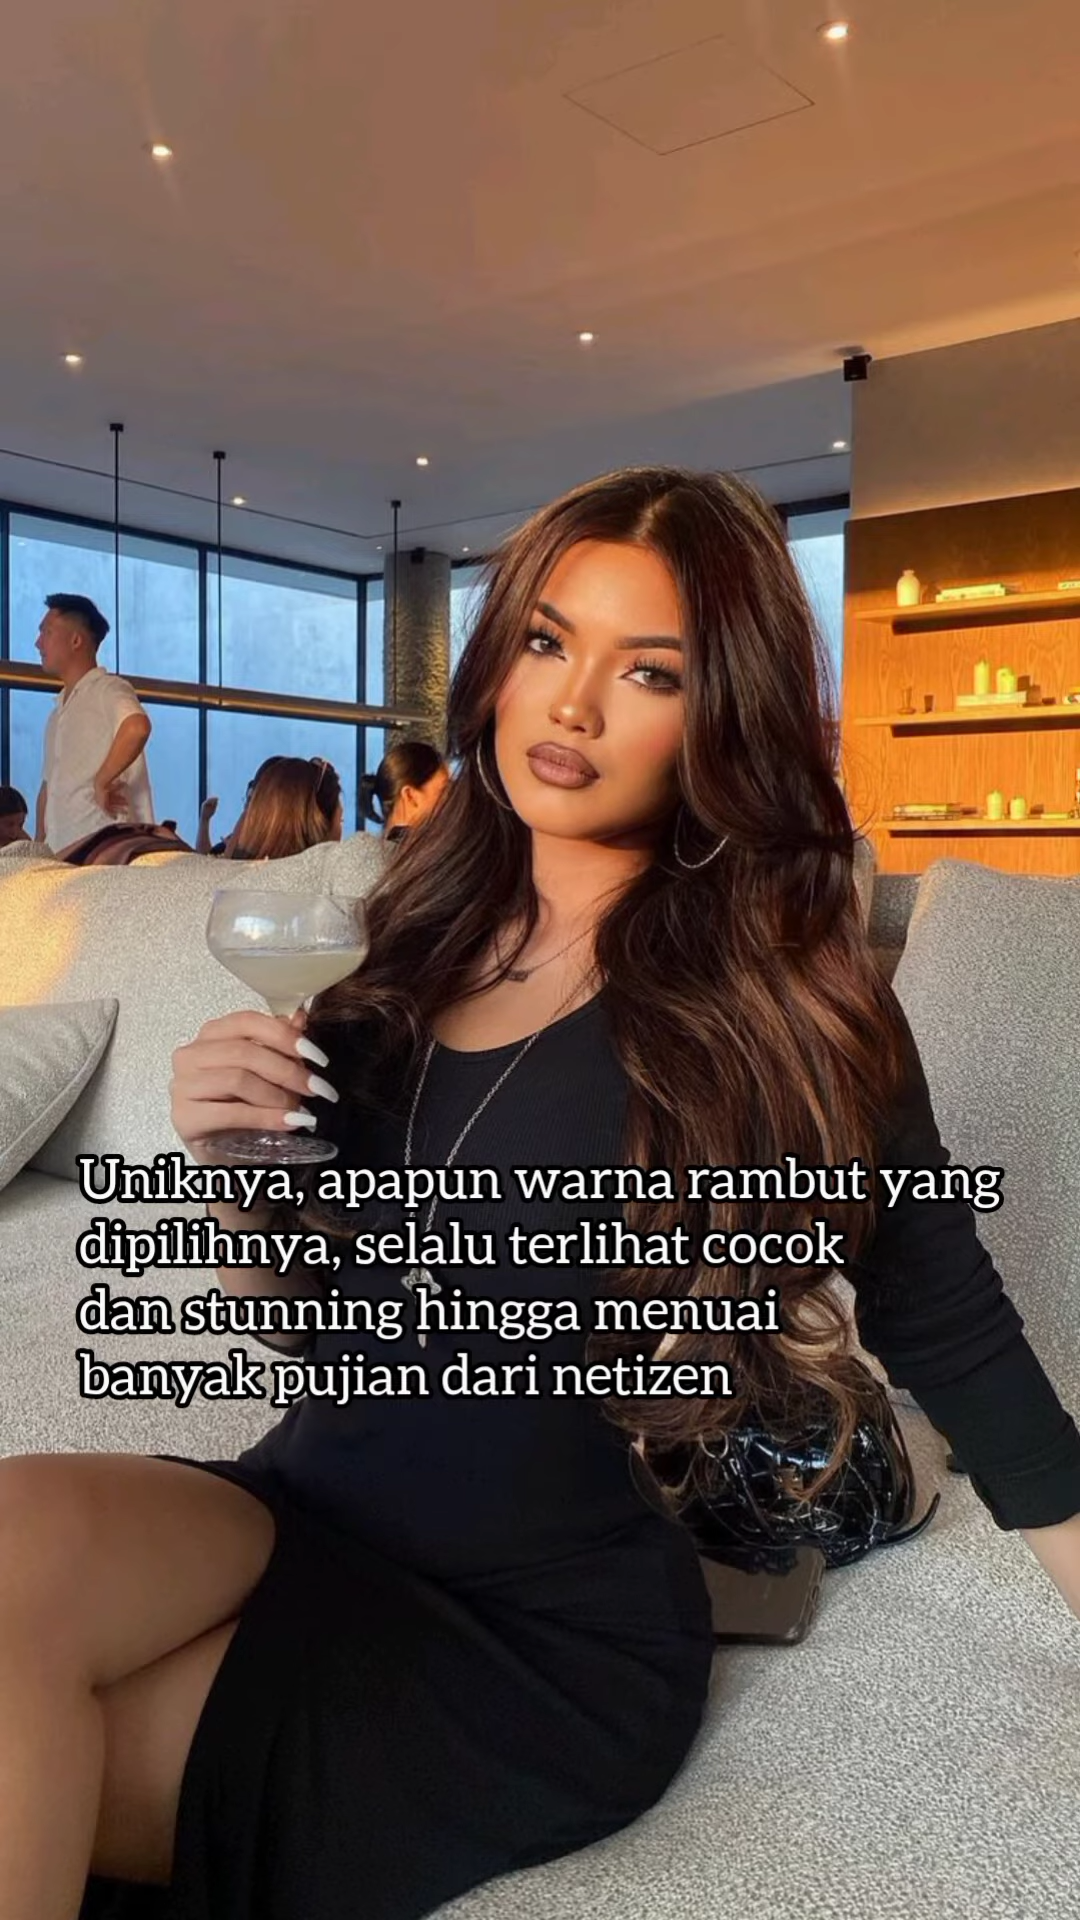 Uniknya, apapun warna rambut yang
dipilihnya, selalu terlihat cocok
dan stunning hingga menuai
banyak pujian dari netizen